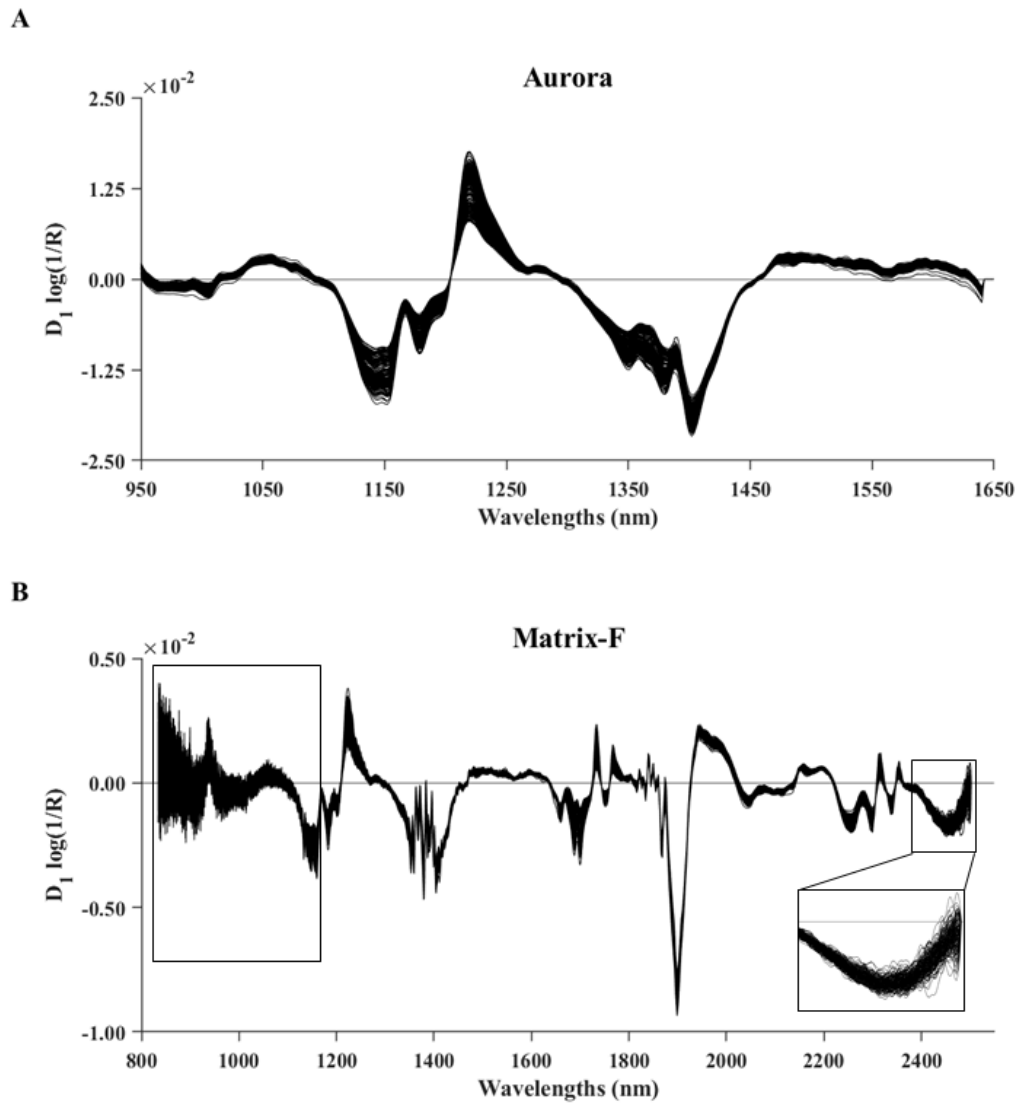 A
Aurora
×10-2
2.50
1.25
0.00
-1.25
-2.50
D1 log(1/R)
950 1050 1150 1250 1350 1450 1550 1650
Wavelengths (nm)
B
Matrix-F
×10-2
0.50
0.00
-0.50
-1.00
D1 log(1/R)
800 1000 1200 1400 1600 1800 2000 2200 2400
Wavelengths (nm)